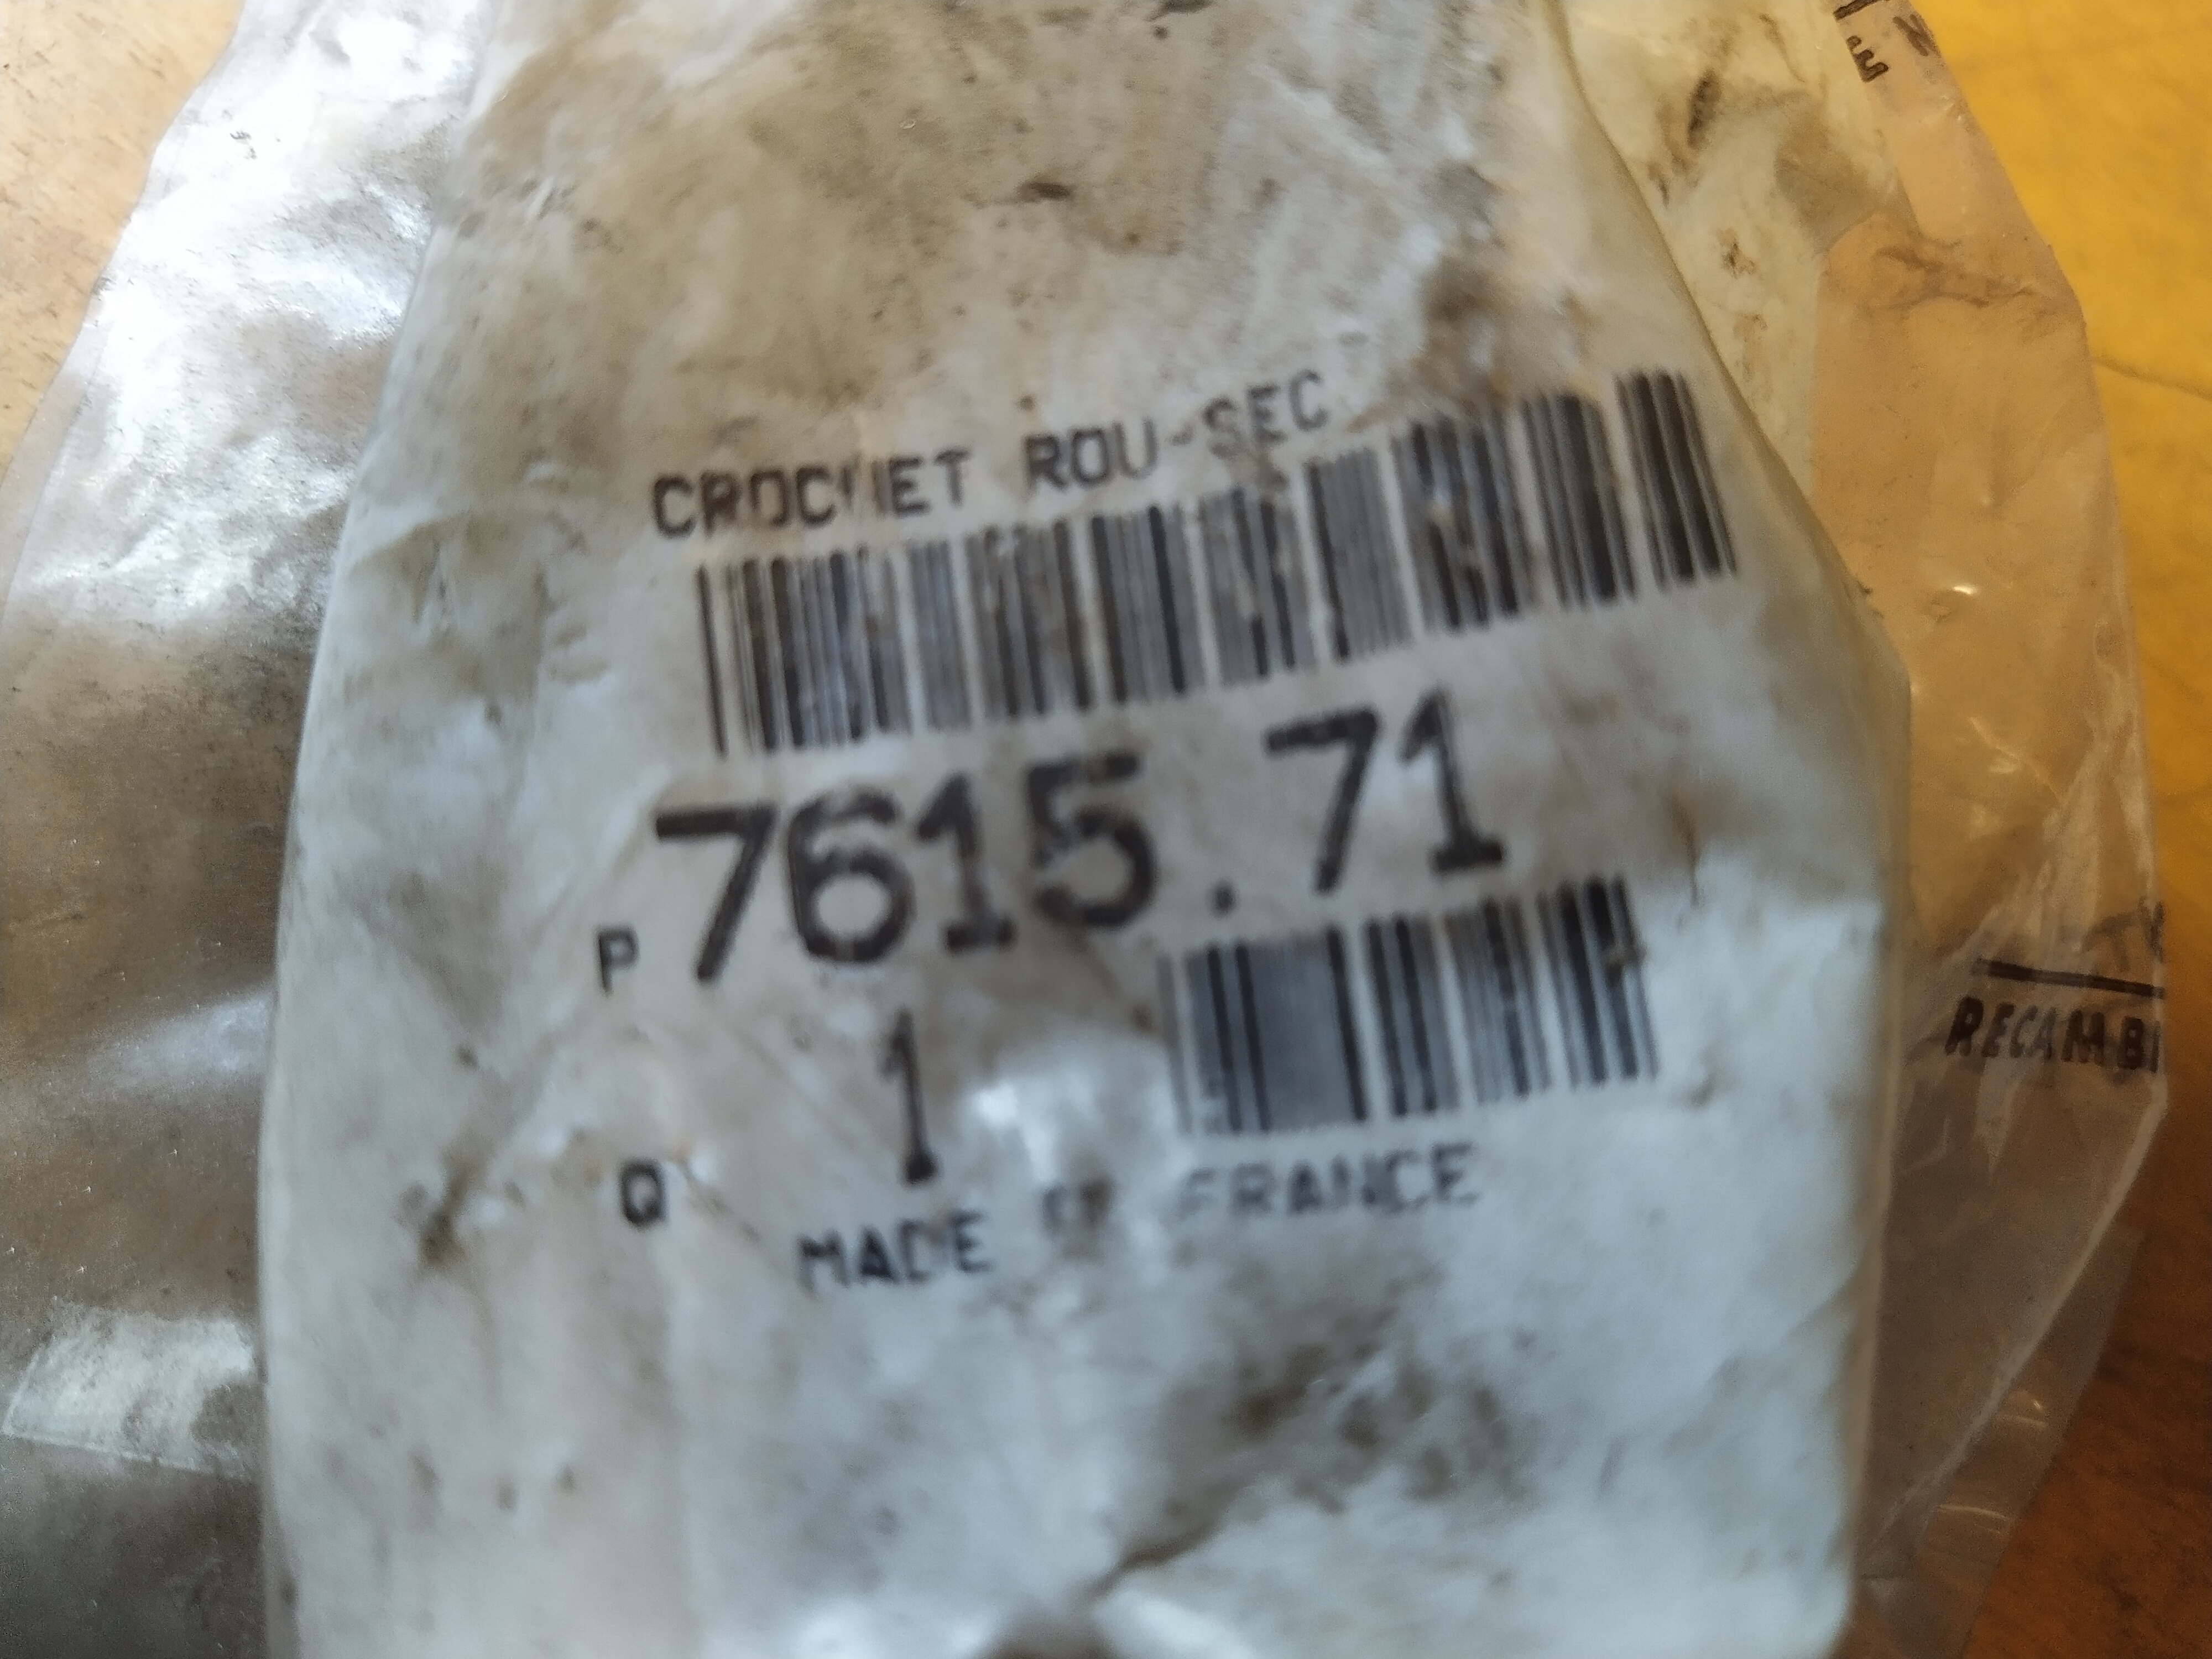 CROCHET ROU-SEC
P 7615.71
Q 1
MADE IN FRANCE
RECAMBI